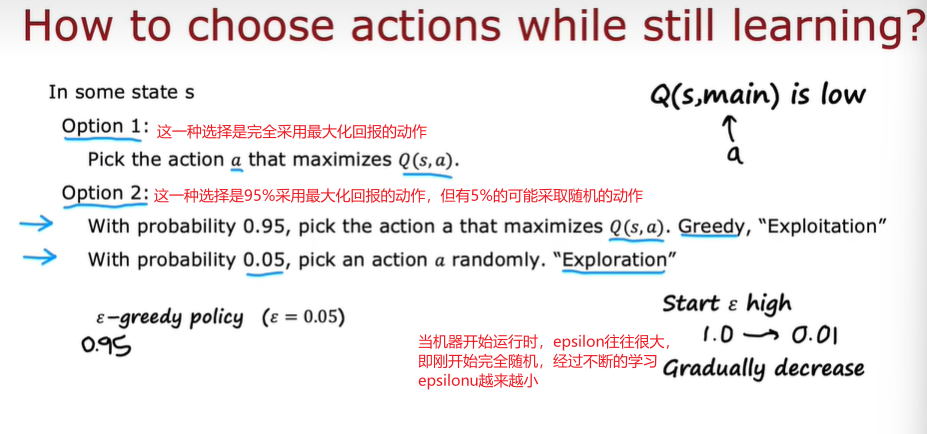 How to choose actions while still learning?
In some state s
Q(s,main) is low
↑
a
Option 1: 这一种选择是完全采用最大化回报的动作
Pick the action a that maximizes Q(s,a).
Option 2: 这一种选择是95%采用最大化回报的动作，但有5%的可能采取随机的动作
→ With probability 0.95, pick the action a that maximizes Q(s,a). Greedy, “Exploitation”
→ With probability 0.05, pick an action a randomly. “Exploration”
ε-greedy policy (ε = 0.05)
0.95
Start ε high
1.0 → 0.01
Gradually decrease
当机器开始运行时，epsilon往往很大，
即刚开始完全随机，经过不断的学习
epsilonu越来越小